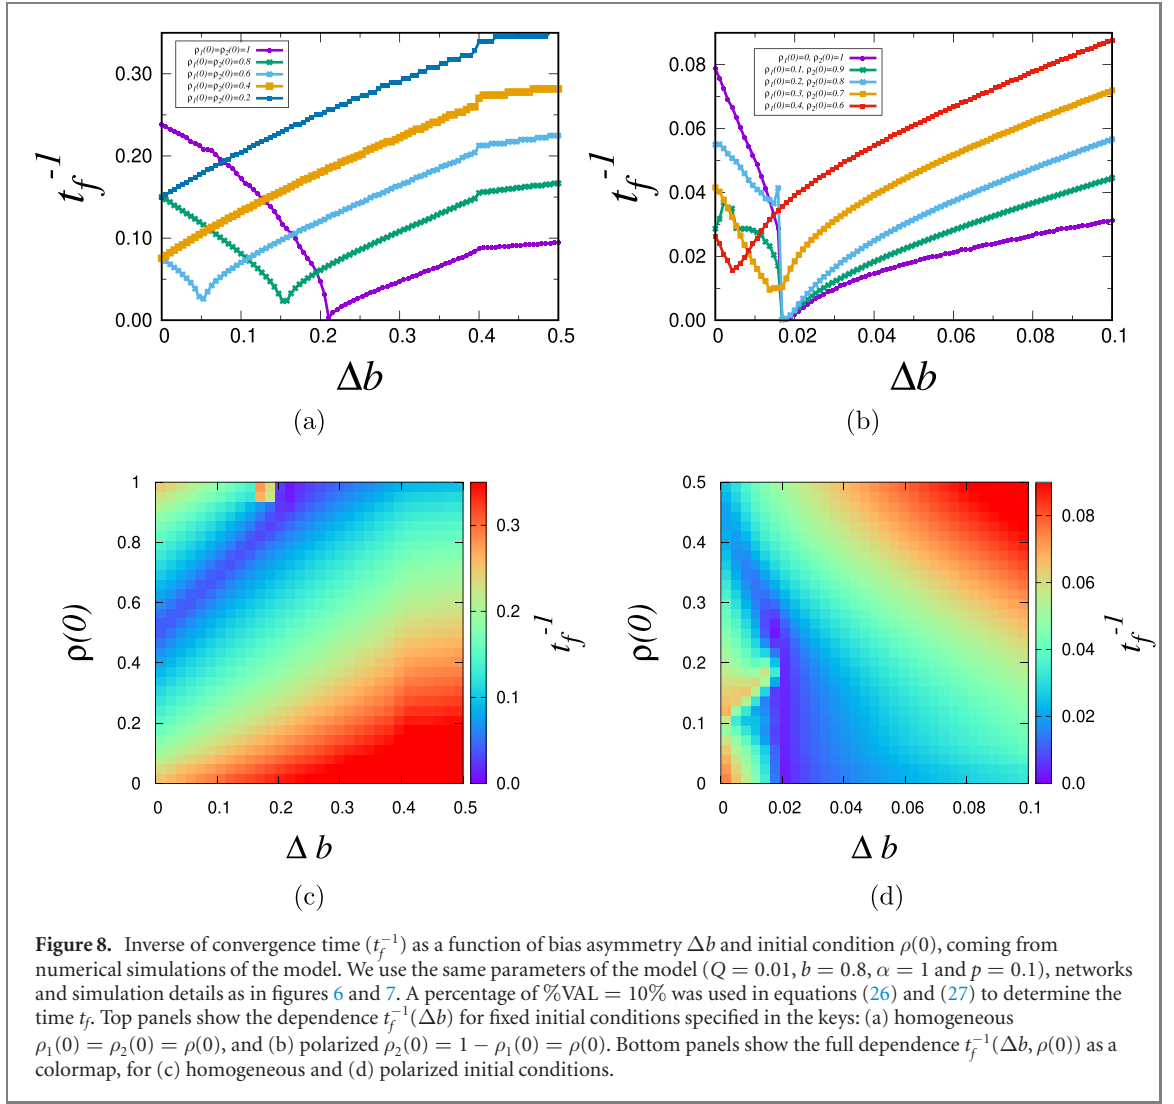 0.30
0.20
0.10
0.00
t_f^{-1}
ρ1(0)=ρ2(0)=1
ρ1(0)=ρ2(0)=0.8
ρ1(0)=ρ2(0)=0.6
ρ1(0)=ρ2(0)=0.4
ρ1(0)=ρ2(0)=0.2
0 0.1 0.2 0.3 0.4 0.5
Δb
(a)
0.08
0.06
0.04
0.02
0.00
t_f^{-1}
ρ1(0)=0, ρ2(0)=1
ρ1(0)=0.1, ρ2(0)=0.9
ρ1(0)=0.2, ρ2(0)=0.8
ρ1(0)=0.3, ρ2(0)=0.7
ρ1(0)=0.4, ρ2(0)=0.6
0 0.02 0.04 0.06 0.08 0.1
Δb
(b)
1
0.8
0.6
0.4
0.2
0
ρ(0)
0 0.1 0.2 0.3 0.4 0.5
Δ b
0.3
0.2
0.1
0.0
t_f^{-1}
(c)
0.5
0.4
0.3
0.2
0.1
0
ρ(0)
0 0.02 0.04 0.06 0.08 0.1
Δ b
0.08
0.06
0.04
0.02
0.00
t_f^{-1}
(d)
Figure 8. Inverse of convergence time (t_f^{-1}) as a function of bias asymmetry Δb and initial condition ρ(0), coming from
numerical simulations of the model. We use the same parameters of the model (Q = 0.01, b = 0.8, α = 1 and p = 0.1), networks
and simulation details as in figures 6 and 7. A percentage of %VAL = 10% was used in equations (26) and (27) to determine the
time t_f. Top panels show the dependence t_f^{-1}(Δb) for fixed initial conditions specified in the keys: (a) homogeneous
ρ1(0) = ρ2(0) = ρ(0), and (b) polarized ρ2(0) = 1 − ρ1(0) = ρ(0). Bottom panels show the full dependence t_f^{-1}(Δb, ρ(0)) as a
colormap, for (c) homogeneous and (d) polarized initial conditions.